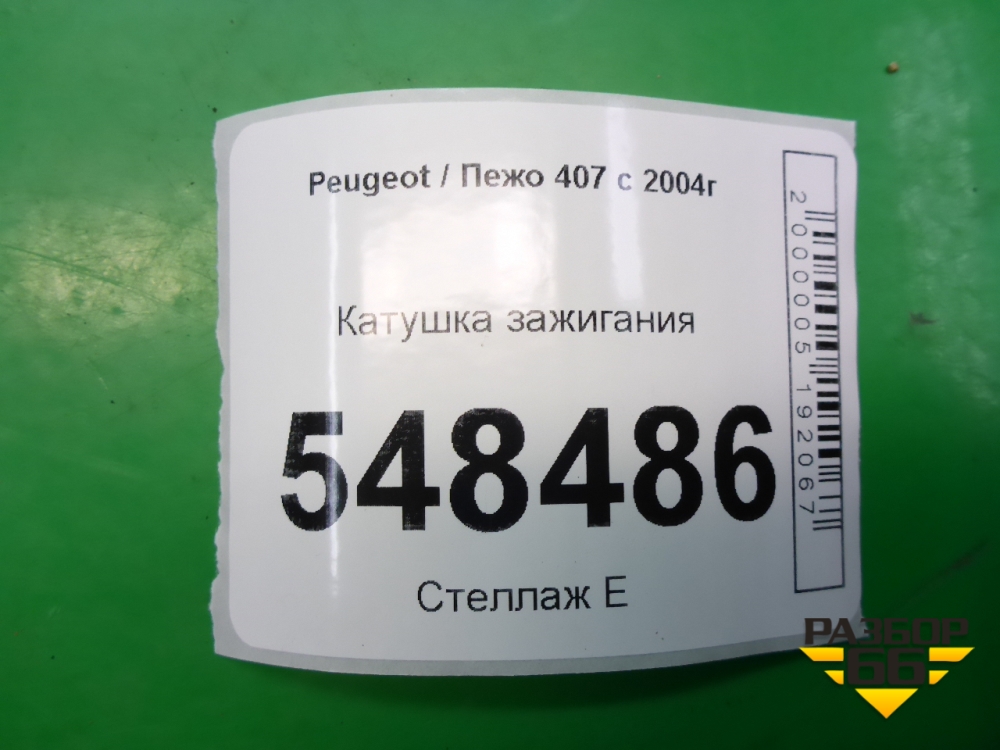 Peugeot / Пежо 407 с 2004г
Катушка зажигания
548486
Стеллаж Е
2000005192067
РАЗБОР
66